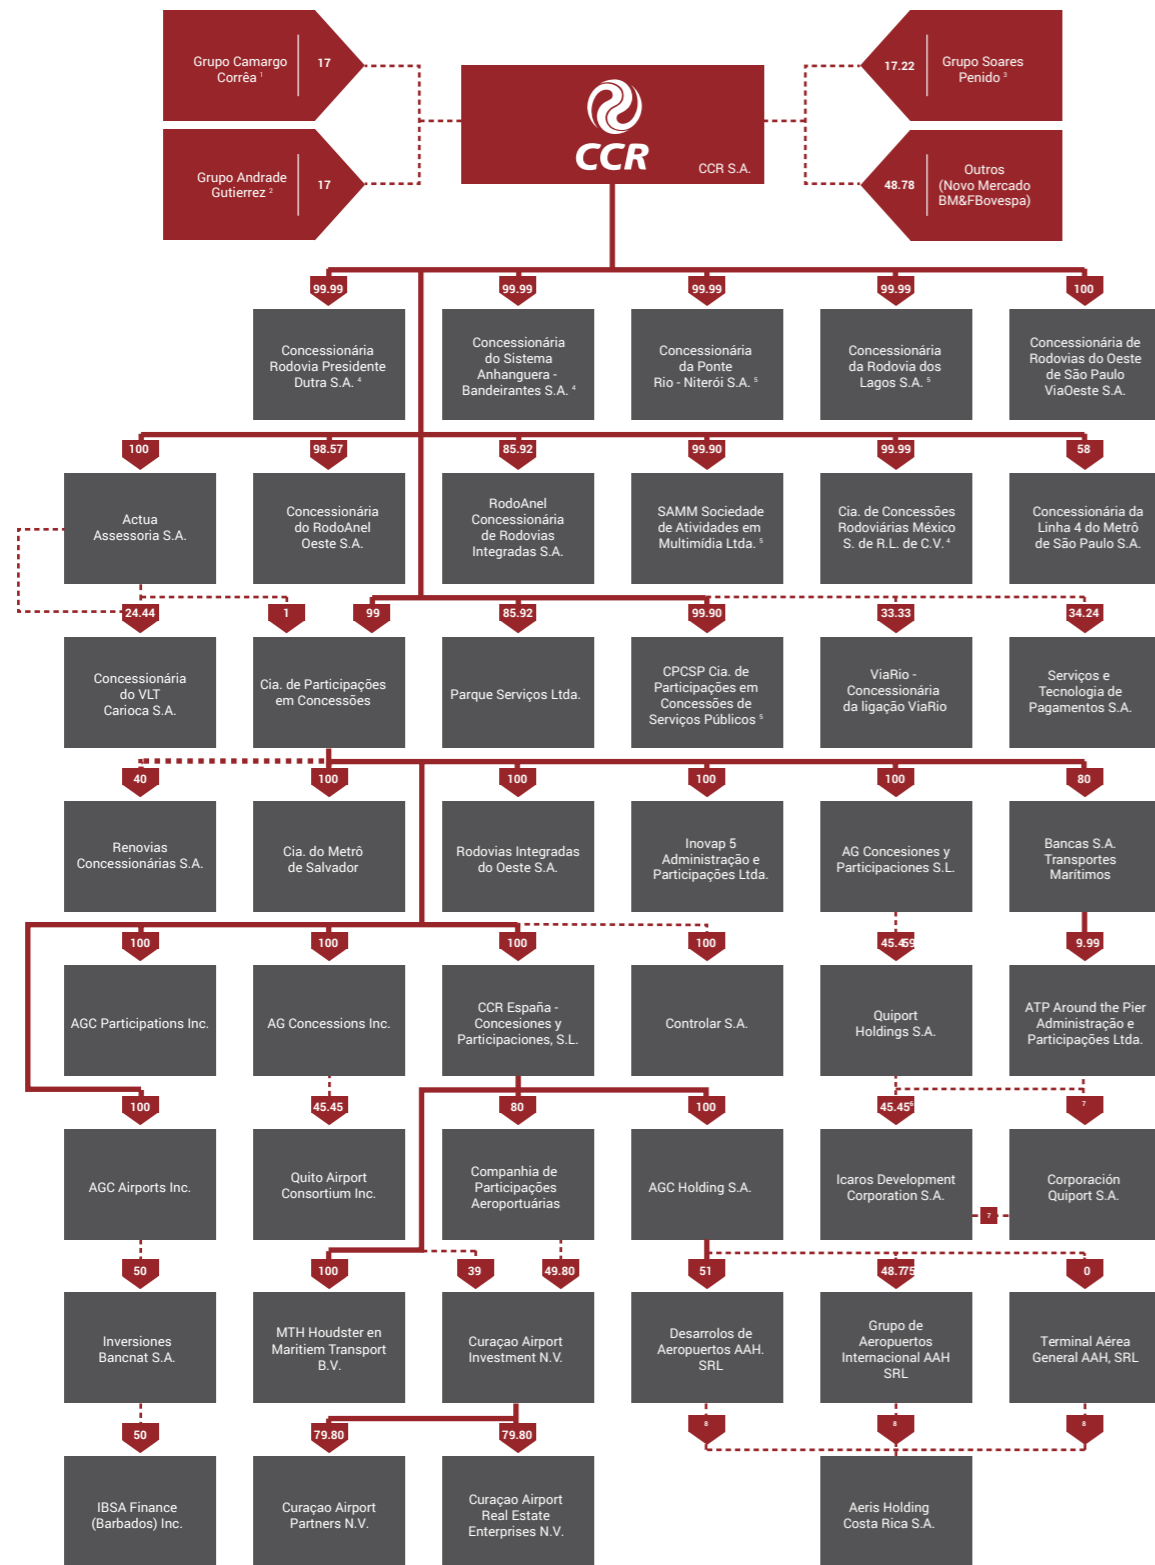 Grupo Camargo
Corrêa ¹
17
17.22
Grupo Soares
Penido ³
CCR
CCR S.A.
Grupo Andrade
Gutierrez ²
17
48.78
Outros
(Novo Mercado
BM&FBovespa)
99.99
99.99
99.99
99.99
100
Concessionária
Rodovia Presidente
Dutra S.A. ⁴
Concessionária
do Sistema
Anhanguera -
Bandeirantes S.A. ⁴
Concessionária
da Ponte
Rio - Niterói S.A. ⁵
Concessionária
da Rodovia dos
Lagos S.A. ⁵
Concessionária de
Rodovias do Oeste
de São Paulo
ViaOeste S.A.
100
98.57
85.92
99.90
99.99
58
Actua
Assessoria S.A.
Concessionária
do RodoAnel
Oeste S.A.
RodoAnel
Concessionária
de Rodovias
Integradas S.A.
SAMM Sociedade
de Atividades em
Multimídia Ltda. ⁵
Cia. de Concessões
Rodoviárias México
S. de R.L. de C.V. ⁴
Concessionária da
Linha 4 do Metrô
de São Paulo S.A.
24.44
1
99
85.92
99.90
33.33
34.24
Concessionária
do VLT
Carioca S.A.
Cia. de Participações
em Concessões
Parque Serviços Ltda.
CPCSP Cia. de
Participações em
Concessões de
Serviços Públicos ⁵
ViaRio -
Concessionária
da ligação ViaRio
Serviços e
Tecnologia de
Pagamentos S.A.
40
100
100
100
100
80
Renovias
Concessionárias S.A.
Cia. do Metrô
de Salvador
Rodovias Integradas
do Oeste S.A.
Inovap 5
Administração e
Participações Ltda.
AG Concesiones y
Participaciones S.L.
Bancas S.A.
Transportes
Marítimos
100
100
100
100
45.459
9.99
AGC Participations Inc.
AG Concessions Inc.
CCR España -
Concesiones y
Participaciones, S.L.
Controlar S.A.
Quiport
Holdings S.A.
ATP Around the Pier
Administração e
Participações Ltda.
100
45.45
80
100
45.45⁶
⁷
AGC Airports Inc.
Quito Airport
Consortium Inc.
Companhia de
Participações
Aeroportuárias
AGC Holding S.A.
Icaros Development
Corporation S.A.
⁷
Corporación
Quiport S.A.
50
100
39
49.80
51
48.775
0
Inversiones
Bancnat S.A.
MTH Houdster en
Maritiem Transport
B.V.
Curaçao Airport
Investment N.V.
Desarrolos de
Aeropuertos AAH.
SRL
Grupo de
Aeropuertos
Internacional AAH
SRL
Terminal Aérea
General AAH, SRL
50
79.80
79.80
⁸
⁸
⁸
IBSA Finance
(Barbados) Inc.
Curaçao Airport
Partners N.V.
Curaçao Airport
Real Estate
Enterprises N.V.
Aeris Holding
Costa Rica S.A.